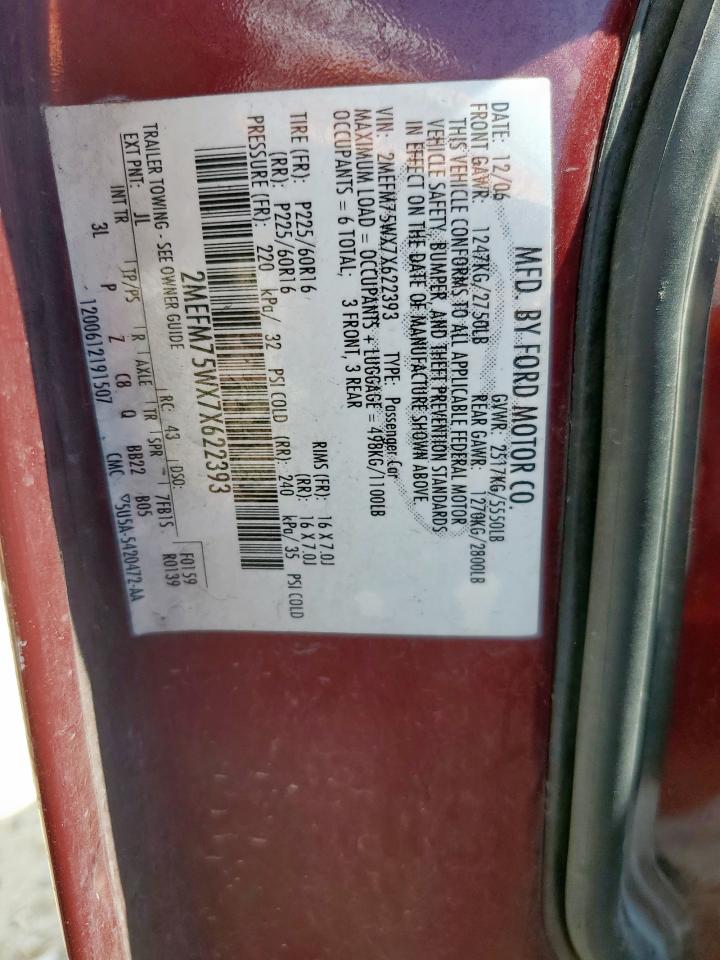 MFD. BY FORD MOTOR CO.
DATE: 12/06 GVWR: 2517KG/5550LB
FRONT GAWR: 1247KG/2750LB REAR GAWR: 1270KG/2800LB
THIS VEHICLE CONFORMS TO ALL APPLICABLE FEDERAL MOTOR
VEHICLE SAFETY, BUMPER, AND THEFT PREVENTION STANDARDS
IN EFFECT ON THE DATE OF MANUFACTURE SHOWN ABOVE
VIN: 2MEFM75WX7X622393 TYPE: Passenger Car
MAXIMUM LOAD = OCCUPANTS + LUGGAGE = 498KG/1100LB
OCCUPANTS = 6 TOTAL, 3 FRONT, 3 REAR
TIRE (FR): P225/60R16 RIMS (FR): 16 X 7.0J
(RR): P225/60R16 (RR): 16 X 7.0J
PRESSURE (FR): 220 kPa/ 32 PSI COLD (RR): 240 kPa/35 PSI COLD
2MEFM75WX7X622393
F0159
TRAILER TOWING - SEE OWNER GUIDE RC: 43 DSO: R0139
EXT PNT: JL
INT TR TP/PS R AXLE TR SPR 7FB1S
3L P Z C8 Q BB22 B05
1200612191507 CMC ▽5U5A-5420472-AA